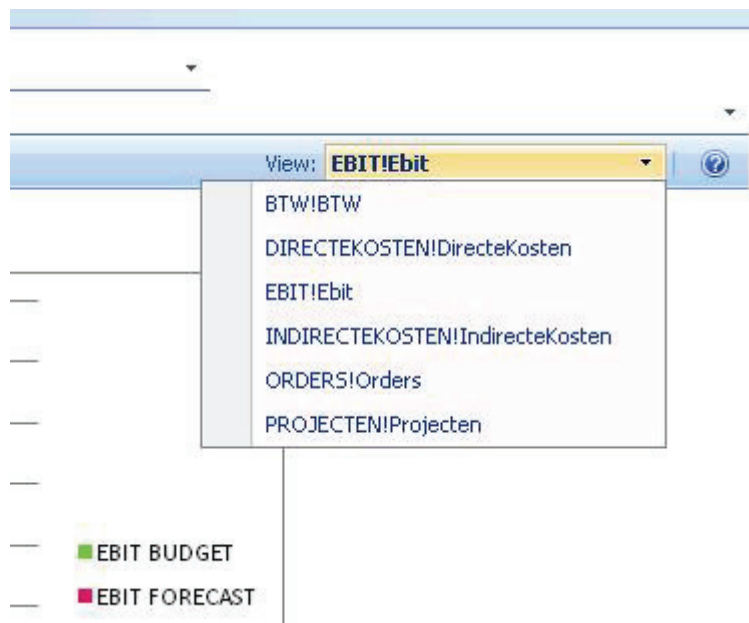 View: EBIT!Ebit
BTW!BTW
DIRECTEKOSTEN!DirecteKosten
EBIT!Ebit
INDIRECTEKOSTEN!IndirecteKosten
ORDERS!Orders
PROJECTEN!Projecten
EBIT BUDGET
EBIT FORECAST